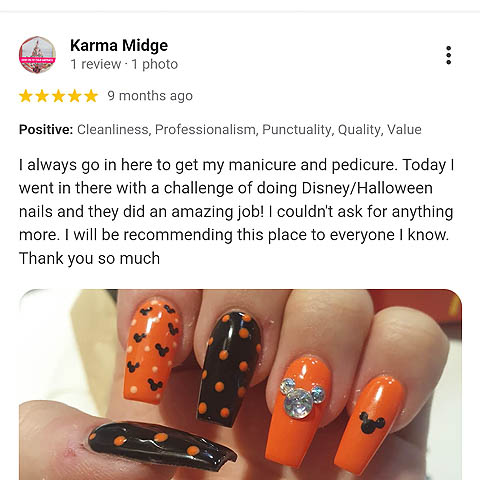 Karma Midge
1 review · 1 photo
9 months ago
Positive: Cleanliness, Professionalism, Punctuality, Quality, Value
I always go in here to get my manicure and pedicure. Today I
went in there with a challenge of doing Disney/Halloween
nails and they did an amazing job! I couldn't ask for anything
more. I will be recommending this place to everyone I know.
Thank you so much